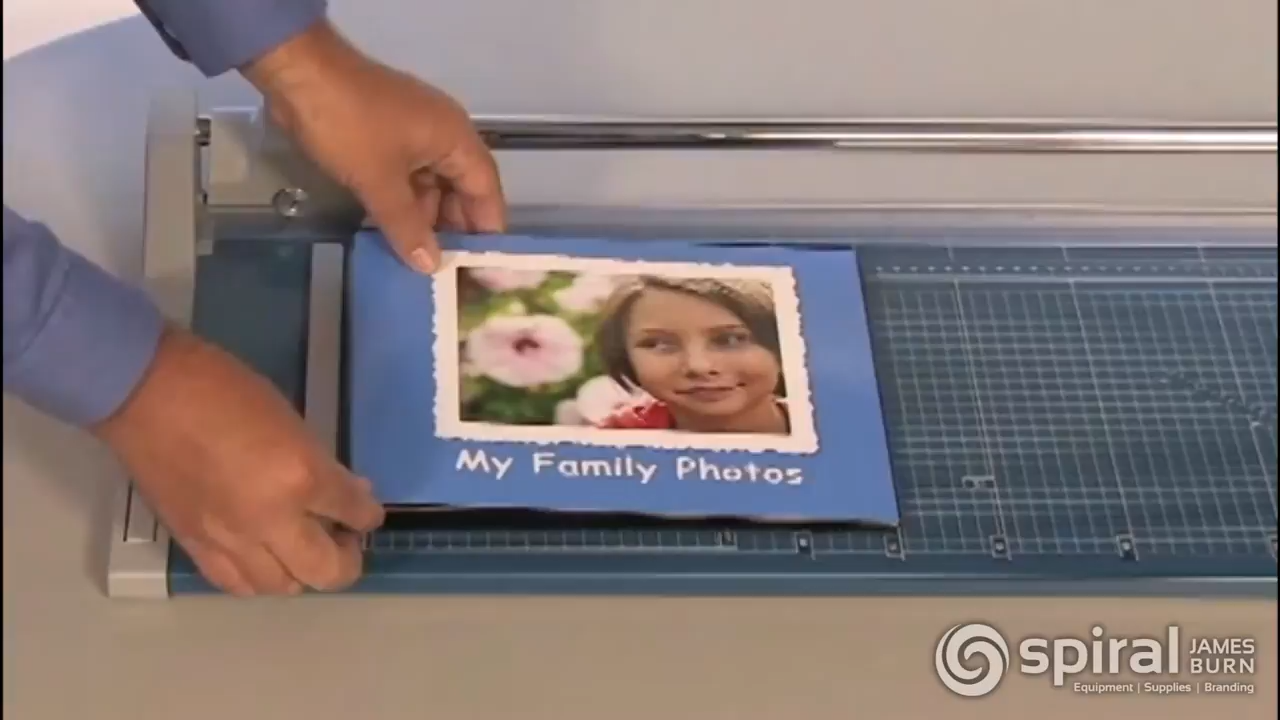 My Family Photos
spiral JAMES
BURN
Equipment | Supplies | Branding